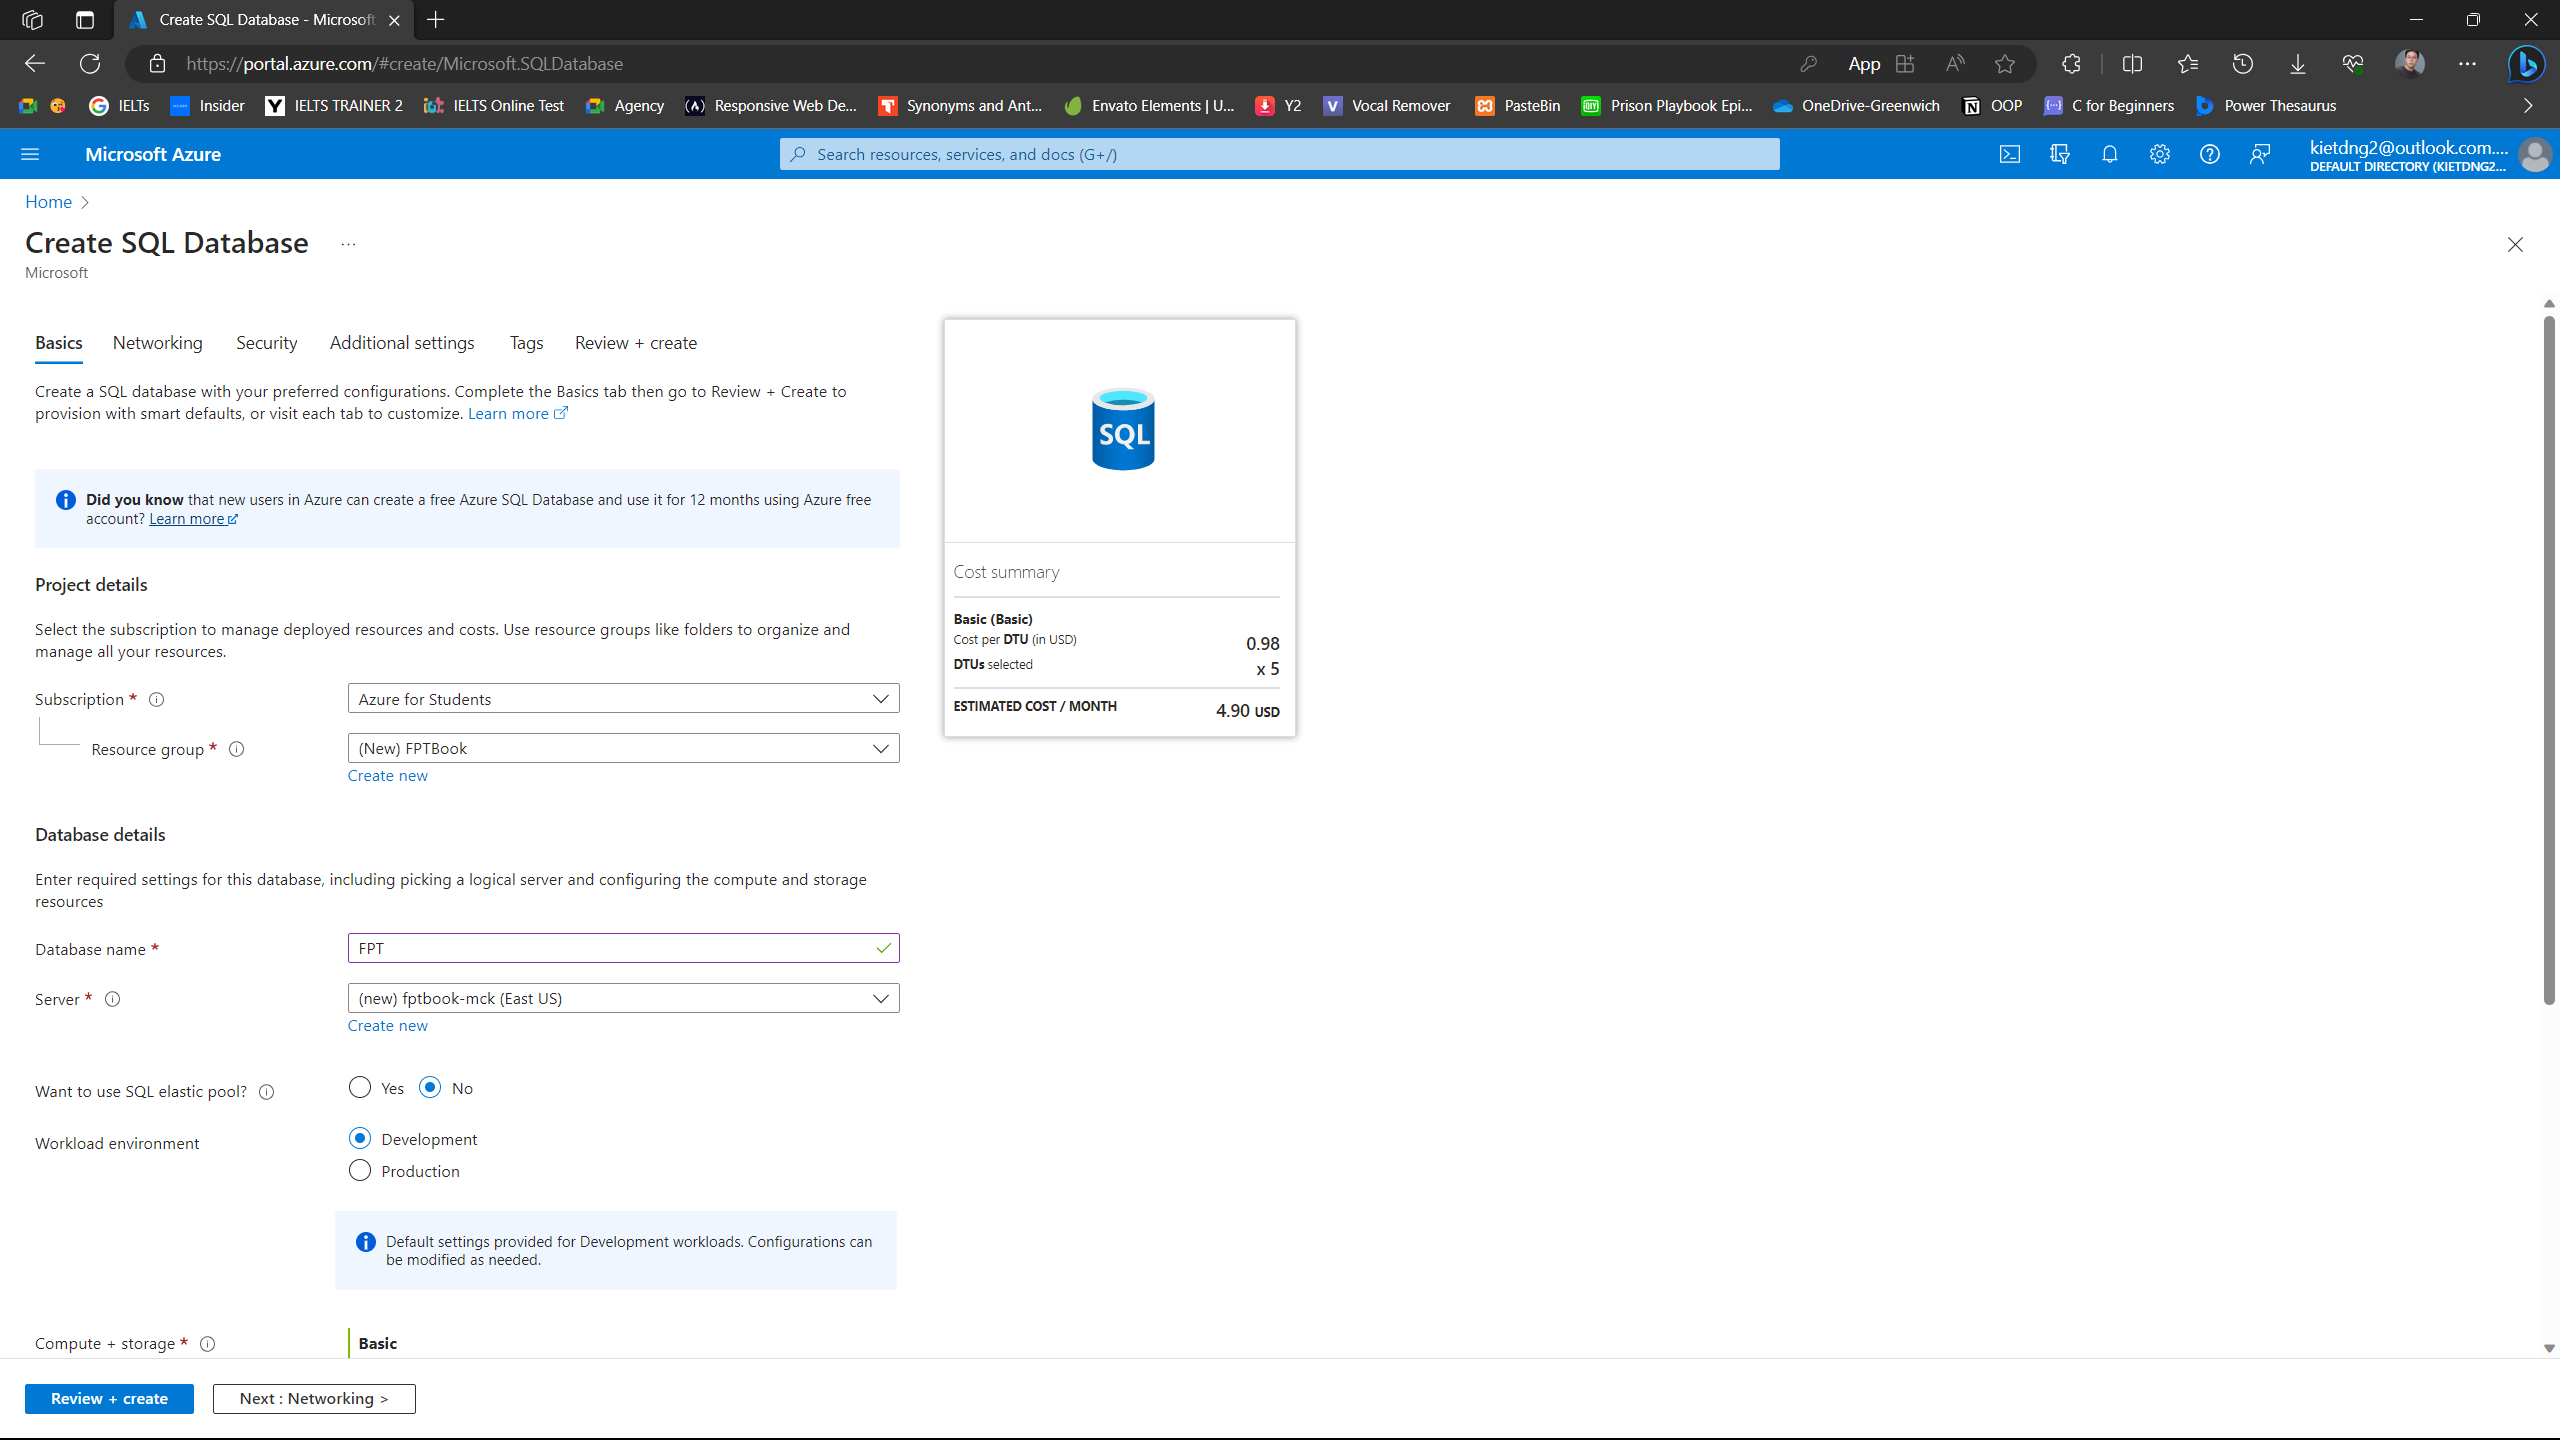 Create SQL Database - Microsoft
https://portal.azure.com/#create/Microsoft.SQLDatabase
App
IELTs
Insider
IELTS TRAINER 2
IELTS Online Test
Agency
Responsive Web De...
Synonyms and Ant...
Envato Elements | U...
Y2
Vocal Remover
PasteBin
Prison Playbook Epi...
OneDrive-Greenwich
OOP
C for Beginners
Power Thesaurus
Microsoft Azure
Search resources, services, and docs (G+/)
kietdng2@outlook.com....
DEFAULT DIRECTORY (KIETDNG2...
Home >
Create SQL Database ...
Microsoft
Basics
Networking
Security
Additional settings
Tags
Review + create
Create a SQL database with your preferred configurations. Complete the Basics tab then go to Review + Create to
provision with smart defaults, or visit each tab to customize. Learn more
Did you know that new users in Azure can create a free Azure SQL Database and use it for 12 months using Azure free
account? Learn more
Project details
Select the subscription to manage deployed resources and costs. Use resource groups like folders to organize and
manage all your resources.
Subscription *
Azure for Students
Resource group *
(New) FPTBook
Create new
Database details
Enter required settings for this database, including picking a logical server and configuring the compute and storage
resources
Database name *
FPT
Server *
(new) fptbook-mck (East US)
Create new
Want to use SQL elastic pool?
Yes
No
Workload environment
Development
Production
Default settings provided for Development workloads. Configurations can
be modified as needed.
Compute + storage *
Basic
SQL
Cost summary
Basic (Basic)
Cost per DTU (in USD)
0.98
DTUs selected
x 5
ESTIMATED COST / MONTH
4.90 USD
Review + create
Next : Networking >